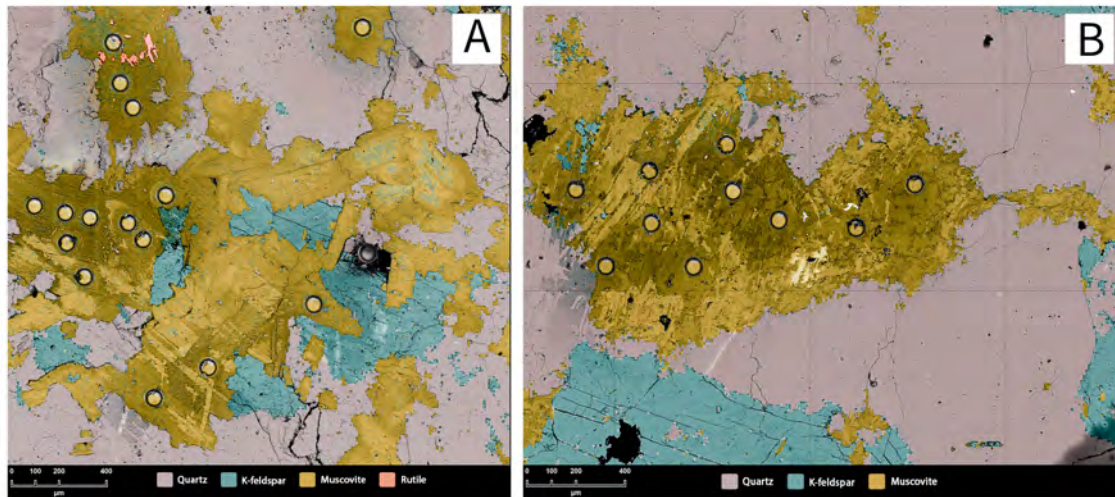 A
0 100 200 400
µm
Quartz K-feldspar Muscovite Rutile
B
0 100 200 400
µm
Quartz K-feldspar Muscovite